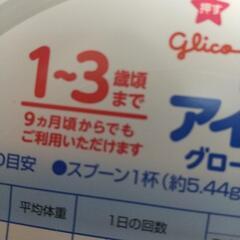 押す
glico
1~3歳頃まで
9ヵ月頃からでも
ご利用いただけます
アイ
グロー
の目安 ●スプーン1杯(約5.44g
平均体重 1日の回数